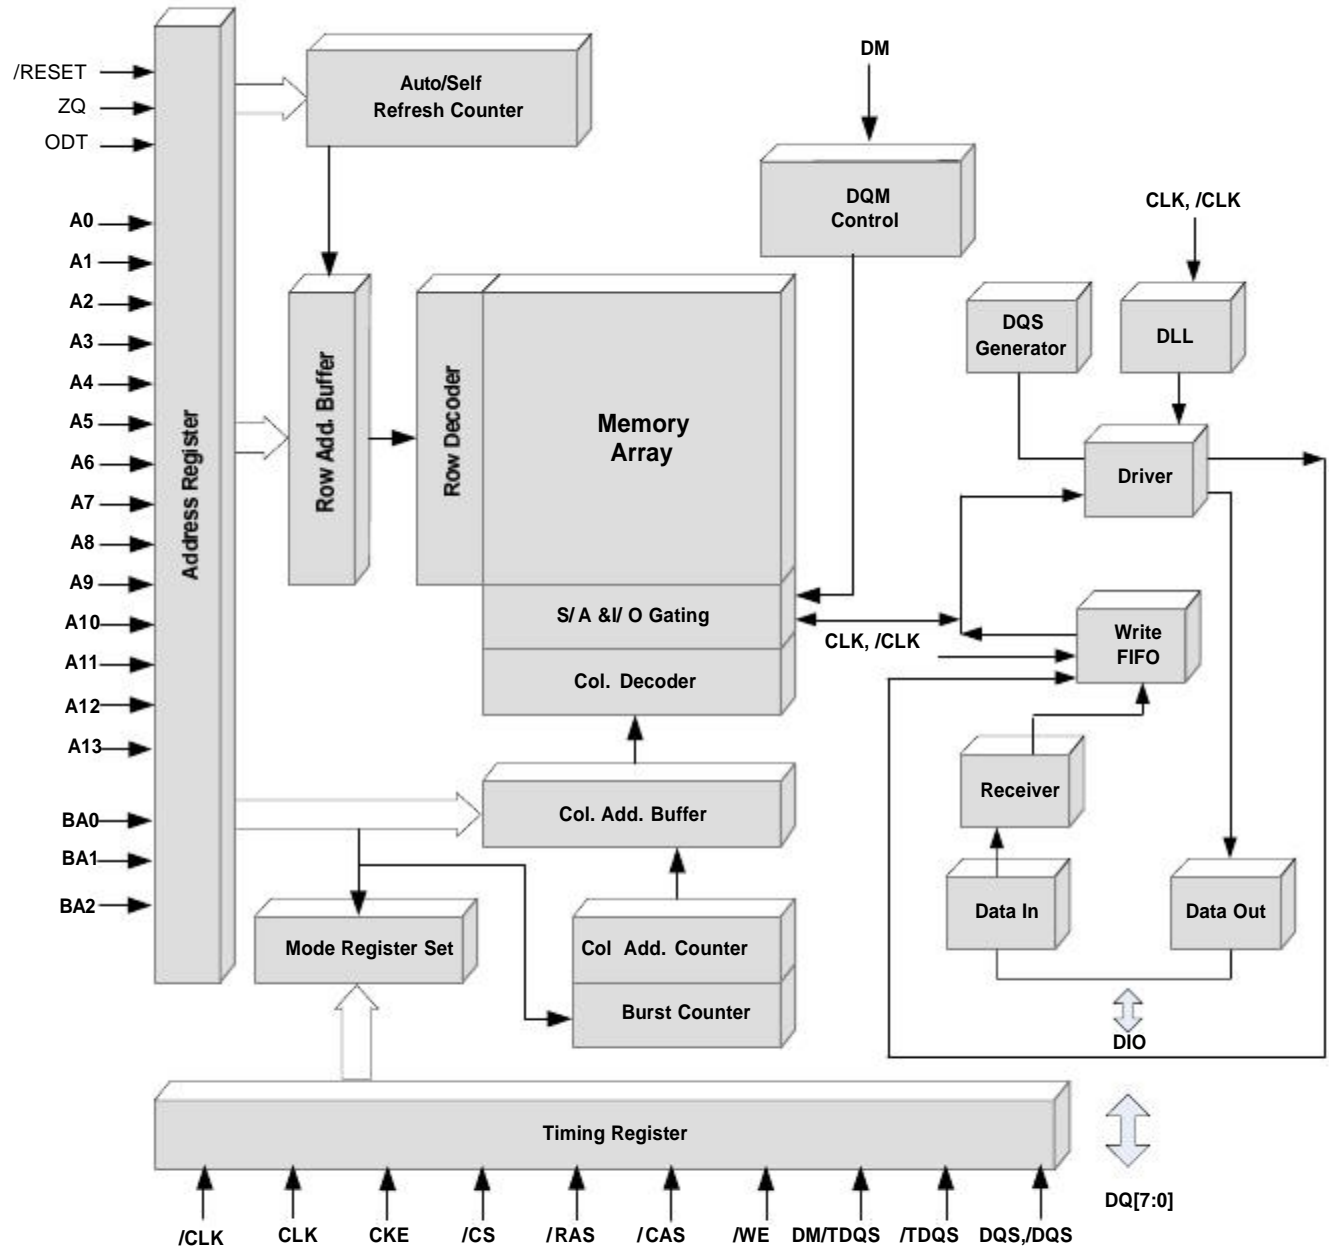 /RESET
ZQ
ODT
A0
A1
A2
A3
A4
A5
A6
A7
A8
A9
A10
A11
A12
A13
BA0
BA1
BA2
Address Register
Auto/Self
Refresh Counter
Row Add. Buffer
Row Decoder
Memory
Array
S/ A &I/ O Gating
Col. Decoder
Col. Add. Buffer
Mode Register Set
Col Add. Counter
Burst Counter
DM
DQM
Control
CLK, /CLK
DQS
Generator
DLL
Driver
CLK, /CLK
Write
FIFO
Receiver
Data In
Data Out
DIO
Timing Register
DQ[7:0]
/CLK
CLK
CKE
/CS
/RAS
/CAS
/WE
DM/TDQS
/TDQS
DQS,/DQS